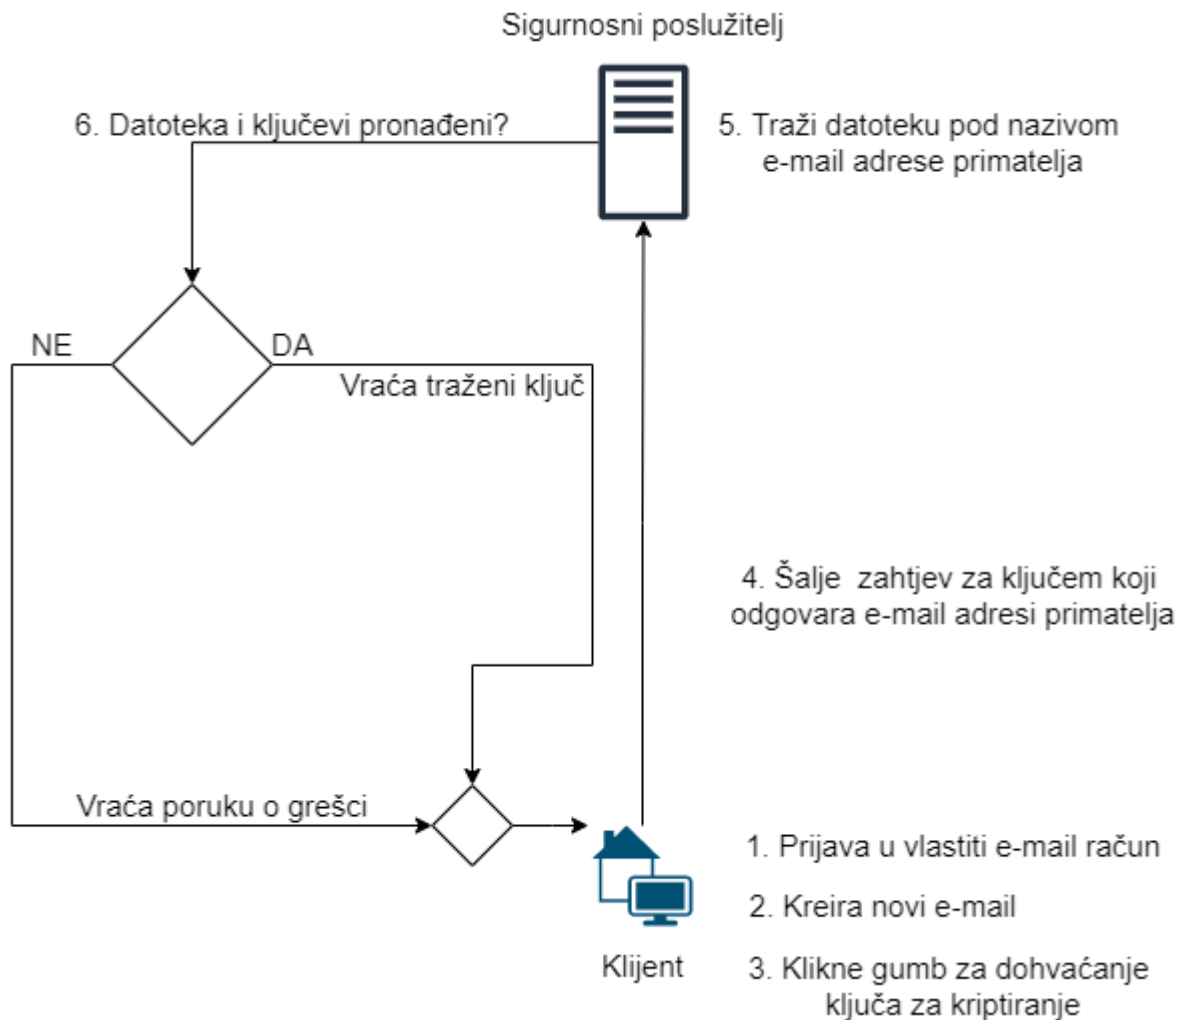 Sigurnosni poslužitelj
6. Datoteka i ključevi pronađeni?
5. Traži datoteku pod nazivom
e-mail adrese primatelja
NE
DA
Vraća traženi ključ
4. Šalje zahtjev za ključem koji
odgovara e-mail adresi primatelja
Vraća poruku o grešci
1. Prijava u vlastiti e-mail račun
2. Kreira novi e-mail
Klijent
3. Klikne gumb za dohvaćanje
ključa za kriptiranje